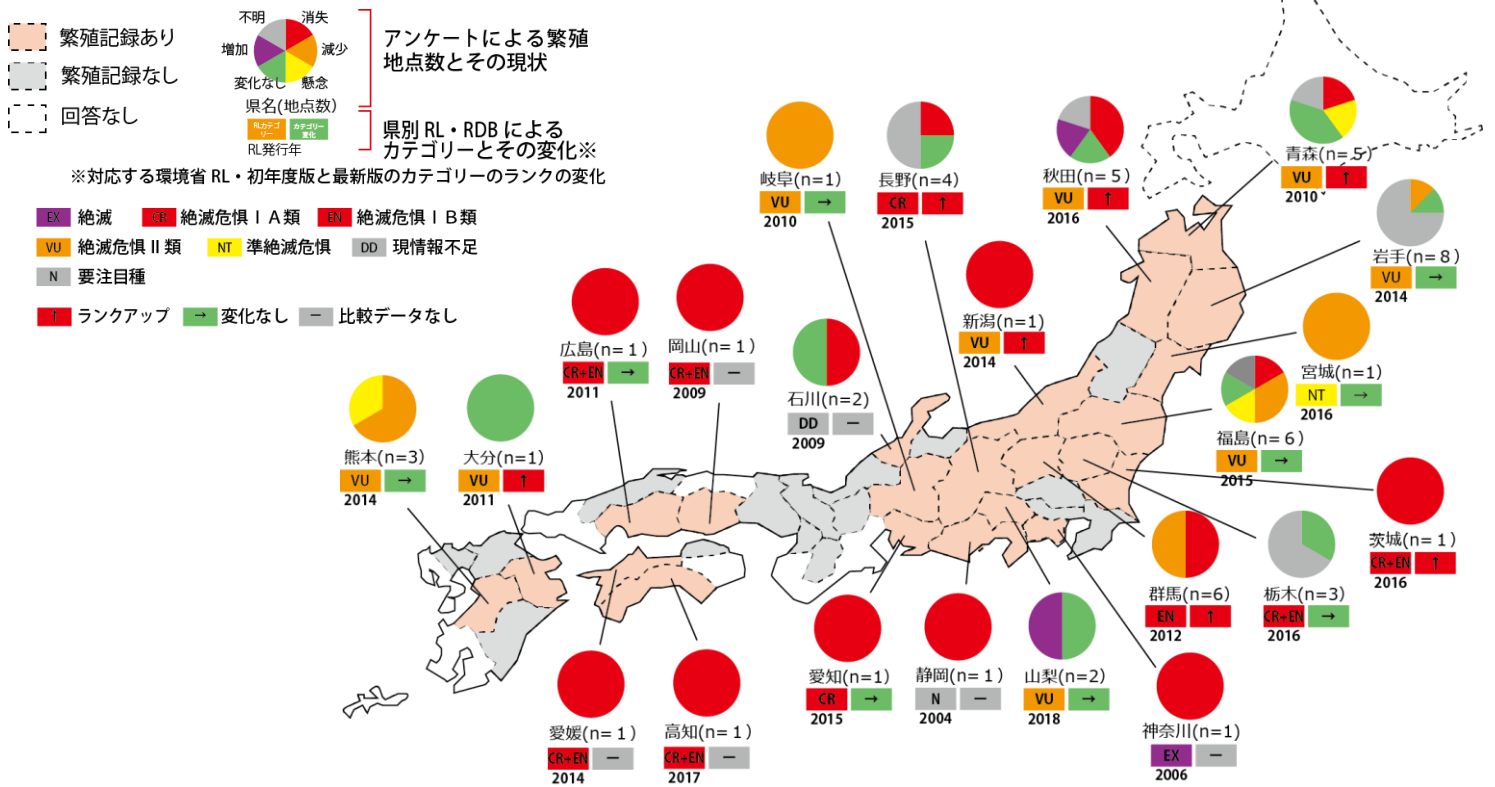 繁殖記録あり
繁殖記録なし
回答なし
不明
消失
増加
減少
変化なし
懸念
県名(地点数)
RLカテゴリー
カテゴリー変化
RL発行年
アンケートによる繁殖
地点数とその現状
県別 RL・RDB による
カテゴリーとその変化※
※対応する環境省 RL・初年度版と最新版のカテゴリーのランクの変化
EX 絶滅 CR 絶滅危惧ⅠA類 EN 絶滅危惧ⅠB類
VU 絶滅危惧Ⅱ類 NT 準絶滅危惧 DD 現情報不足
N 要注目種
↑ ランクアップ → 変化なし － 比較データなし
岐阜(n=1)
VU →
2010
長野(n=4)
CR ↑
2015
秋田(n=5)
VU ↑
2016
青森(n=5)
VU ↑
2010
岩手(n=8)
VU →
2014
新潟(n=1)
VU ↑
2014
宮城(n=1)
NT →
2016
広島(n=1)
CR+EN →
2011
岡山(n=1)
CR+EN －
2009
石川(n=2)
DD －
2009
福島(n=6)
VU →
2015
熊本(n=3)
VU →
2014
大分(n=1)
VU ↑
2011
茨城(n=1)
CR+EN ↑
2016
群馬(n=6)
EN ↑
2012
栃木(n=3)
CR+EN →
2016
愛知(n=1)
CR →
2015
静岡(n=1)
N －
2004
山梨(n=2)
VU →
2018
愛媛(n=1)
CR+EN －
2014
高知(n=1)
CR+EN －
2017
神奈川(n=1)
EX －
2006